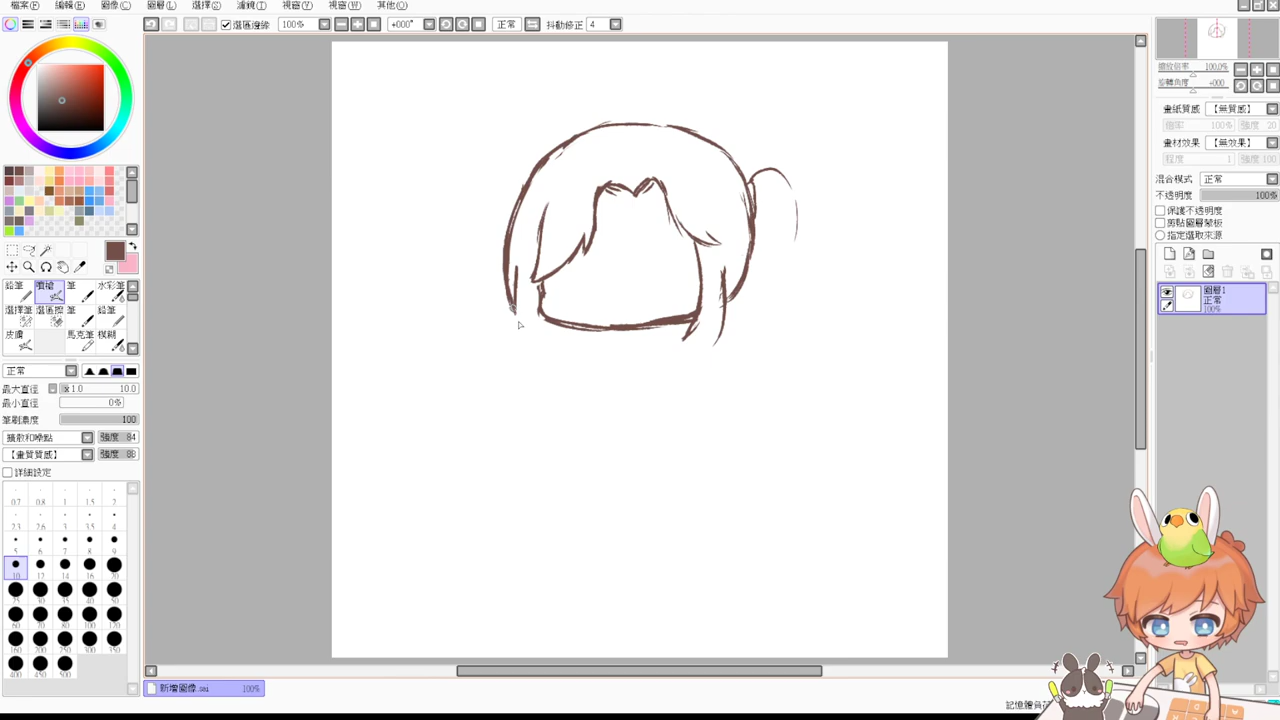 檔案(F) 編輯(E) 圖像(C) 圖層(L) 選擇(S) 濾鏡(T) 視窗(V) 視窗(W) 其他(O)
選區邊緣 100% +000° 正常 抖動修正 4
縮放倍率 100.0%
旋轉角度 +000
畫紙質感 【無質感】
倍率 100% 強度 20
畫材效果 【無效果】
程度 1 強度 100
混合模式 正常
不透明度 100%
保護不透明度
剪貼圖層蒙板
指定選取來源
圖層1
正常
100%
鉛筆 噴槍 筆 水彩筆
選擇筆 選區擦 筆 鉛筆
皮膚 馬克筆 模糊
正常
最大直徑 x1.0 10.0
最小直徑 0%
筆刷濃度 100
擴散和噪點 強度 84
【畫質質感】 強度 88
詳細設定
0.7 0.8 1 1.5 2
2.3 2.6 3 3.5 4
5 6 7 8 9
10 12 14 16 20
25 30 35 40 50
60 70 80 100 120
160 200 250 300 350
400 450 500
新增圖像.sai 100%
記憶體負荷